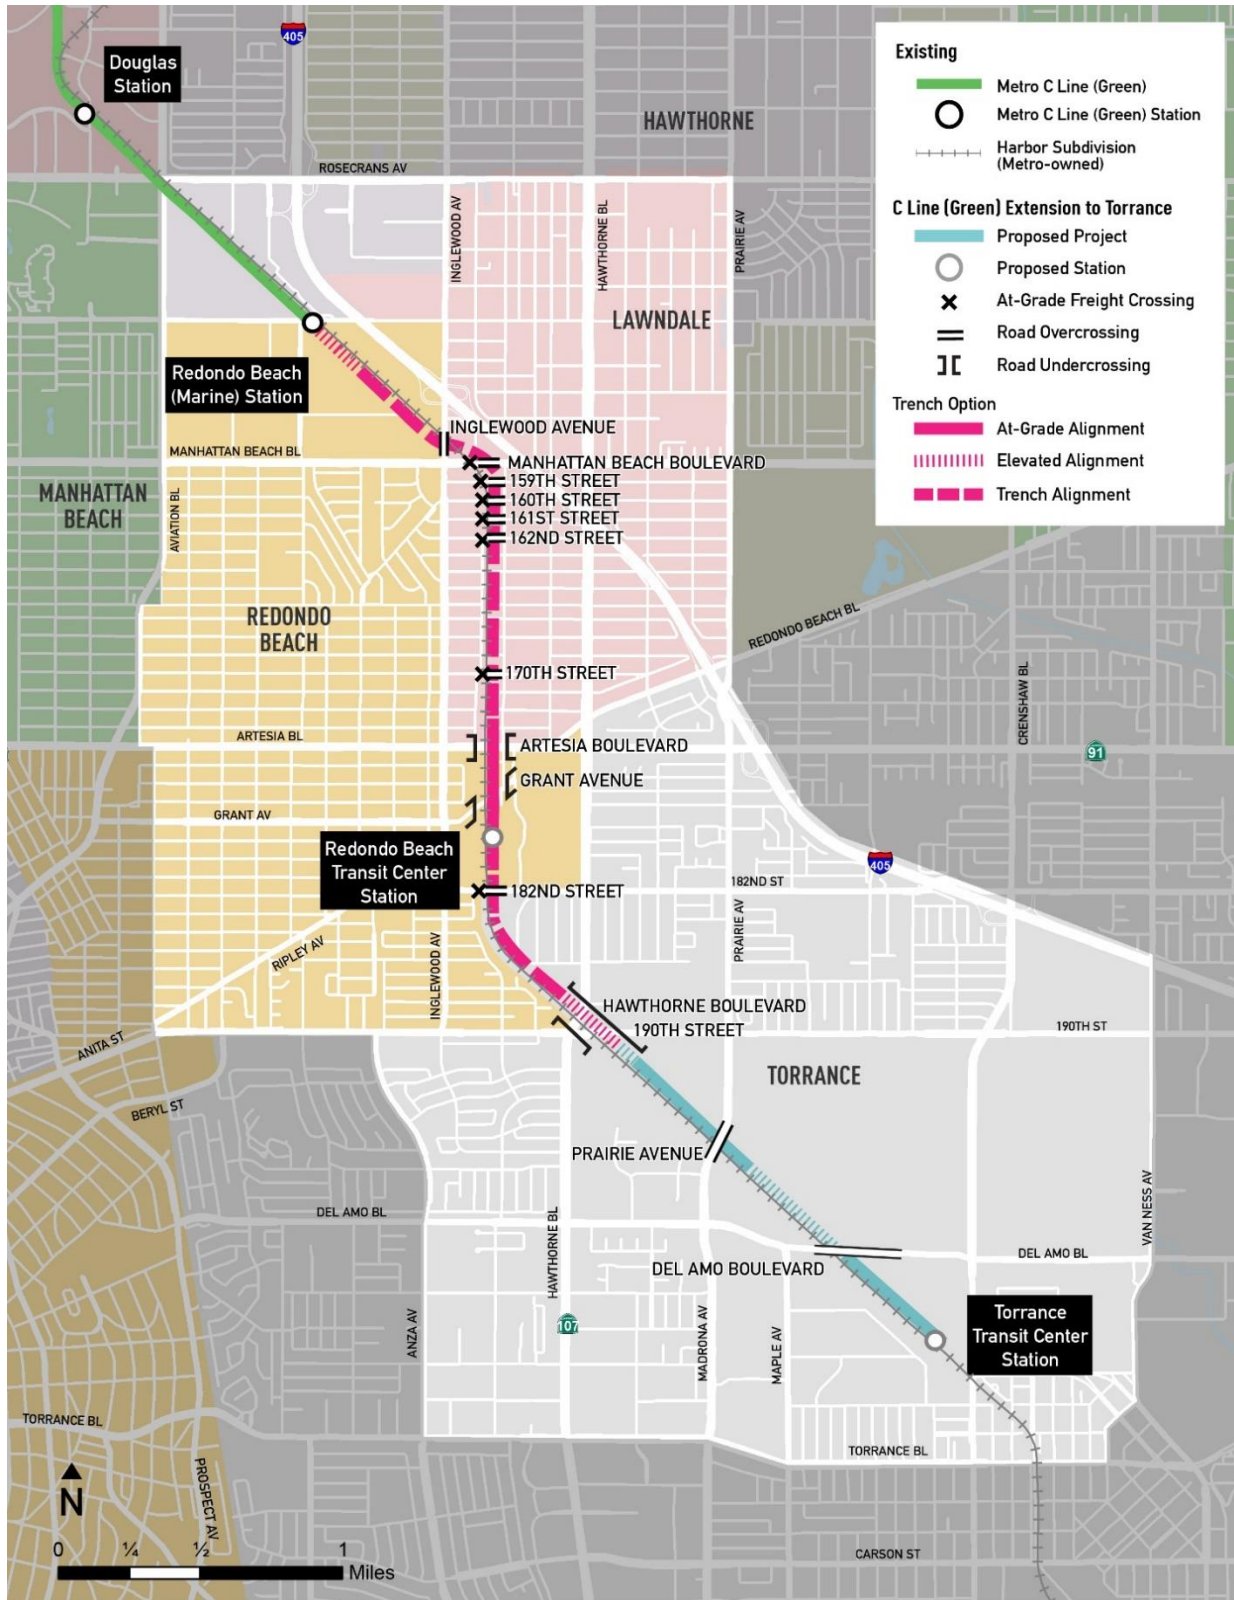 405
Douglas
Station
HAWTHORNE
ROSECRANS AV
INGLEWOOD AV
HAWTHORNE BL
PRAIRIE AV
LAWNDALE
Redondo Beach
(Marine) Station
INGLEWOOD AVENUE
MANHATTAN BEACH BL
MANHATTAN BEACH BOULEVARD
159TH STREET
160TH STREET
161ST STREET
162ND STREET
MANHATTAN
BEACH
AVIATION BL
REDONDO
BEACH
REDONDO BEACH BL
170TH STREET
CRENSHAW BL
ARTESIA BL
ARTESIA BOULEVARD
91
GRANT AVENUE
GRANT AV
Redondo Beach
Transit Center
Station
405
182ND STREET
182ND ST
PRAIRIE AV
RIPLEY AV
INGLEWOOD AV
HAWTHORNE BOULEVARD
190TH STREET
190TH ST
ANITA ST
TORRANCE
BERYL ST
PRAIRIE AVENUE
VAN NESS AV
DEL AMO BL
HAWTHORNE BL
DEL AMO BL
DEL AMO BOULEVARD
ANZA AV
107
MADRONA AV
MAPLE AV
Torrance
Transit Center
Station
TORRANCE BL
TORRANCE BL
PROSPECT AV
N
CARSON ST
0 ¼ ½ 1
Miles
Existing
Metro C Line (Green)
Metro C Line (Green) Station
Harbor Subdivision
(Metro-owned)
C Line (Green) Extension to Torrance
Proposed Project
Proposed Station
At-Grade Freight Crossing
Road Overcrossing
Road Undercrossing
Trench Option
At-Grade Alignment
Elevated Alignment
Trench Alignment